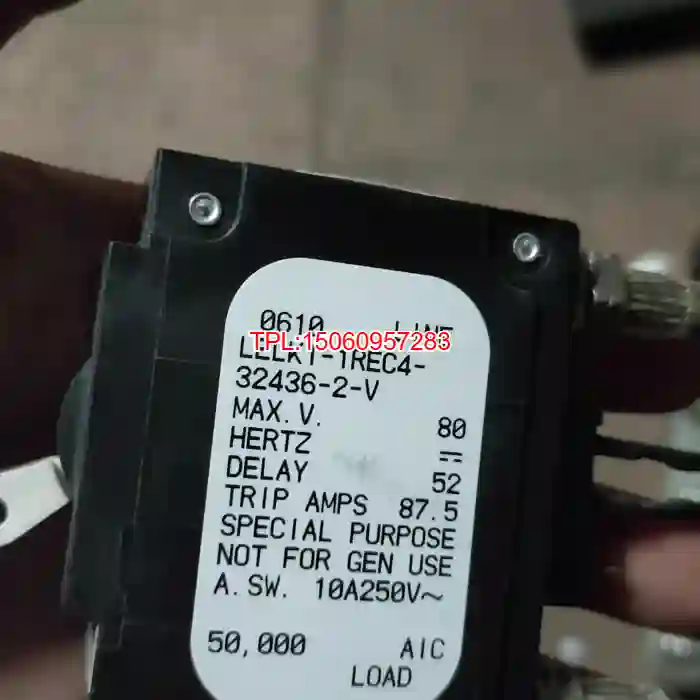 0610 LINE
TPL:15060957283
LELK1-1REC4-
32436-2-V
MAX.V. 80
HERTZ ⎓
DELAY 52
TRIP AMPS 87.5
SPECIAL PURPOSE
NOT FOR GEN USE
A.SW. 10A250V~
50,000 AIC
LOAD